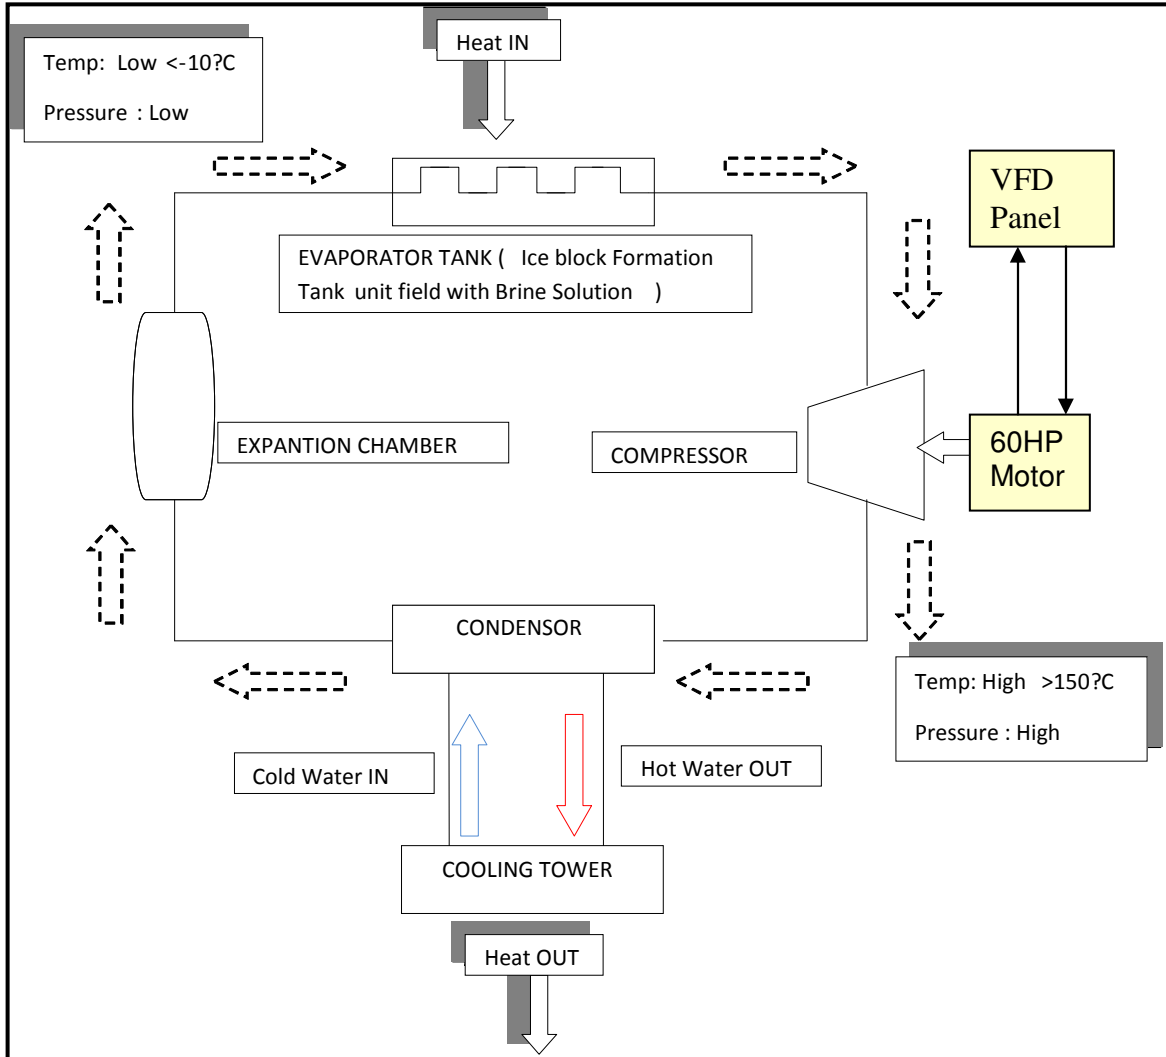 Heat IN
Temp: Low <-10?C
Pressure : Low
VFD
Panel
EVAPORATOR TANK ( Ice block Formation
Tank unit field with Brine Solution )
EXPANTION CHAMBER
COMPRESSOR
60HP
Motor
CONDENSOR
Temp: High >150?C
Pressure : High
Cold Water IN
Hot Water OUT
COOLING TOWER
Heat OUT